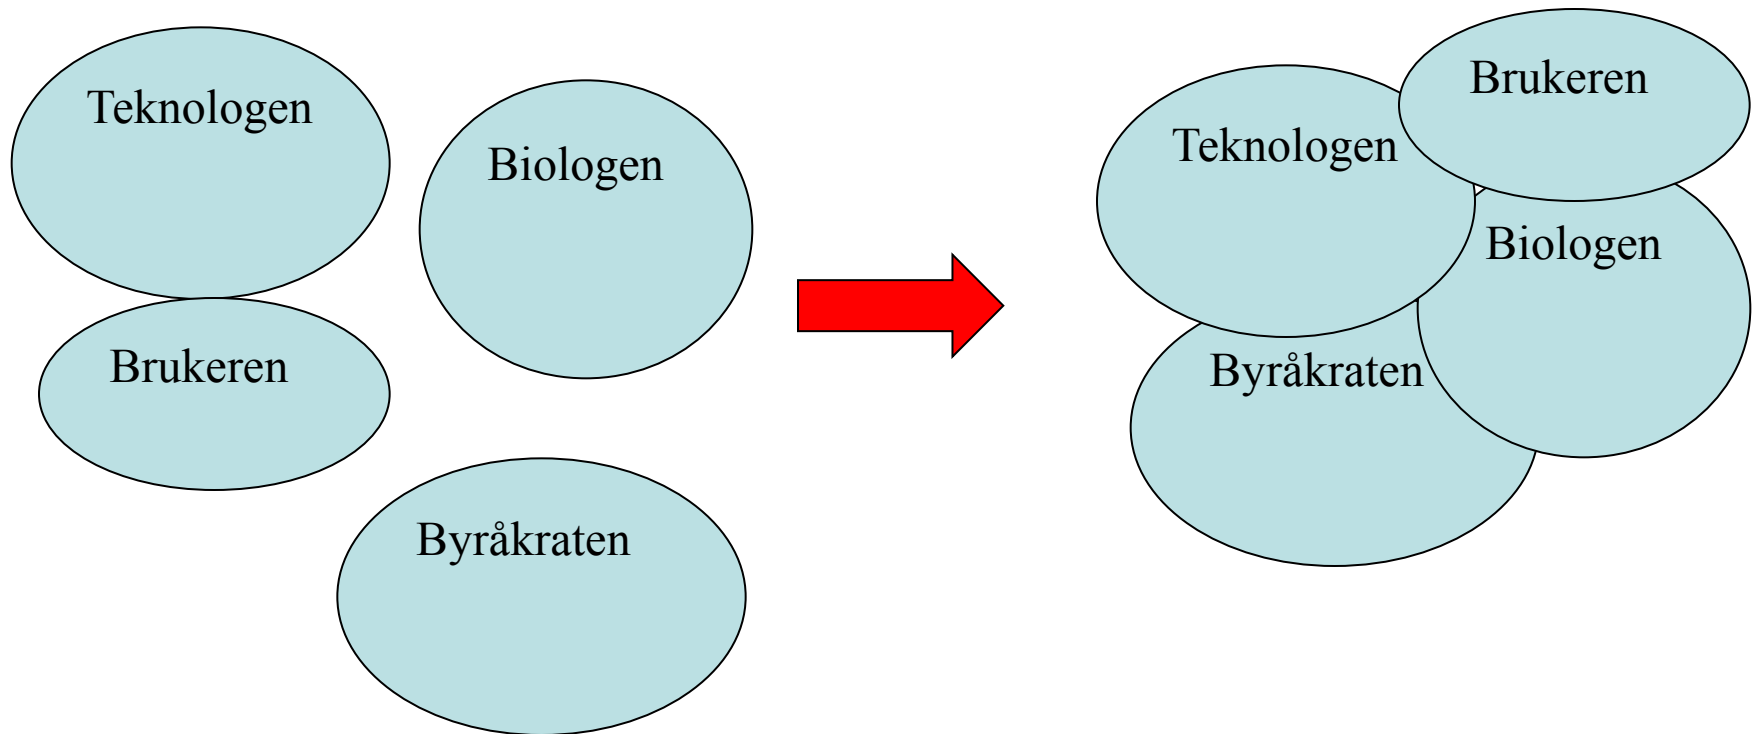 Teknologen
Biologen
Brukeren
Byråkraten
Brukeren
Teknologen
Biologen
Byråkraten